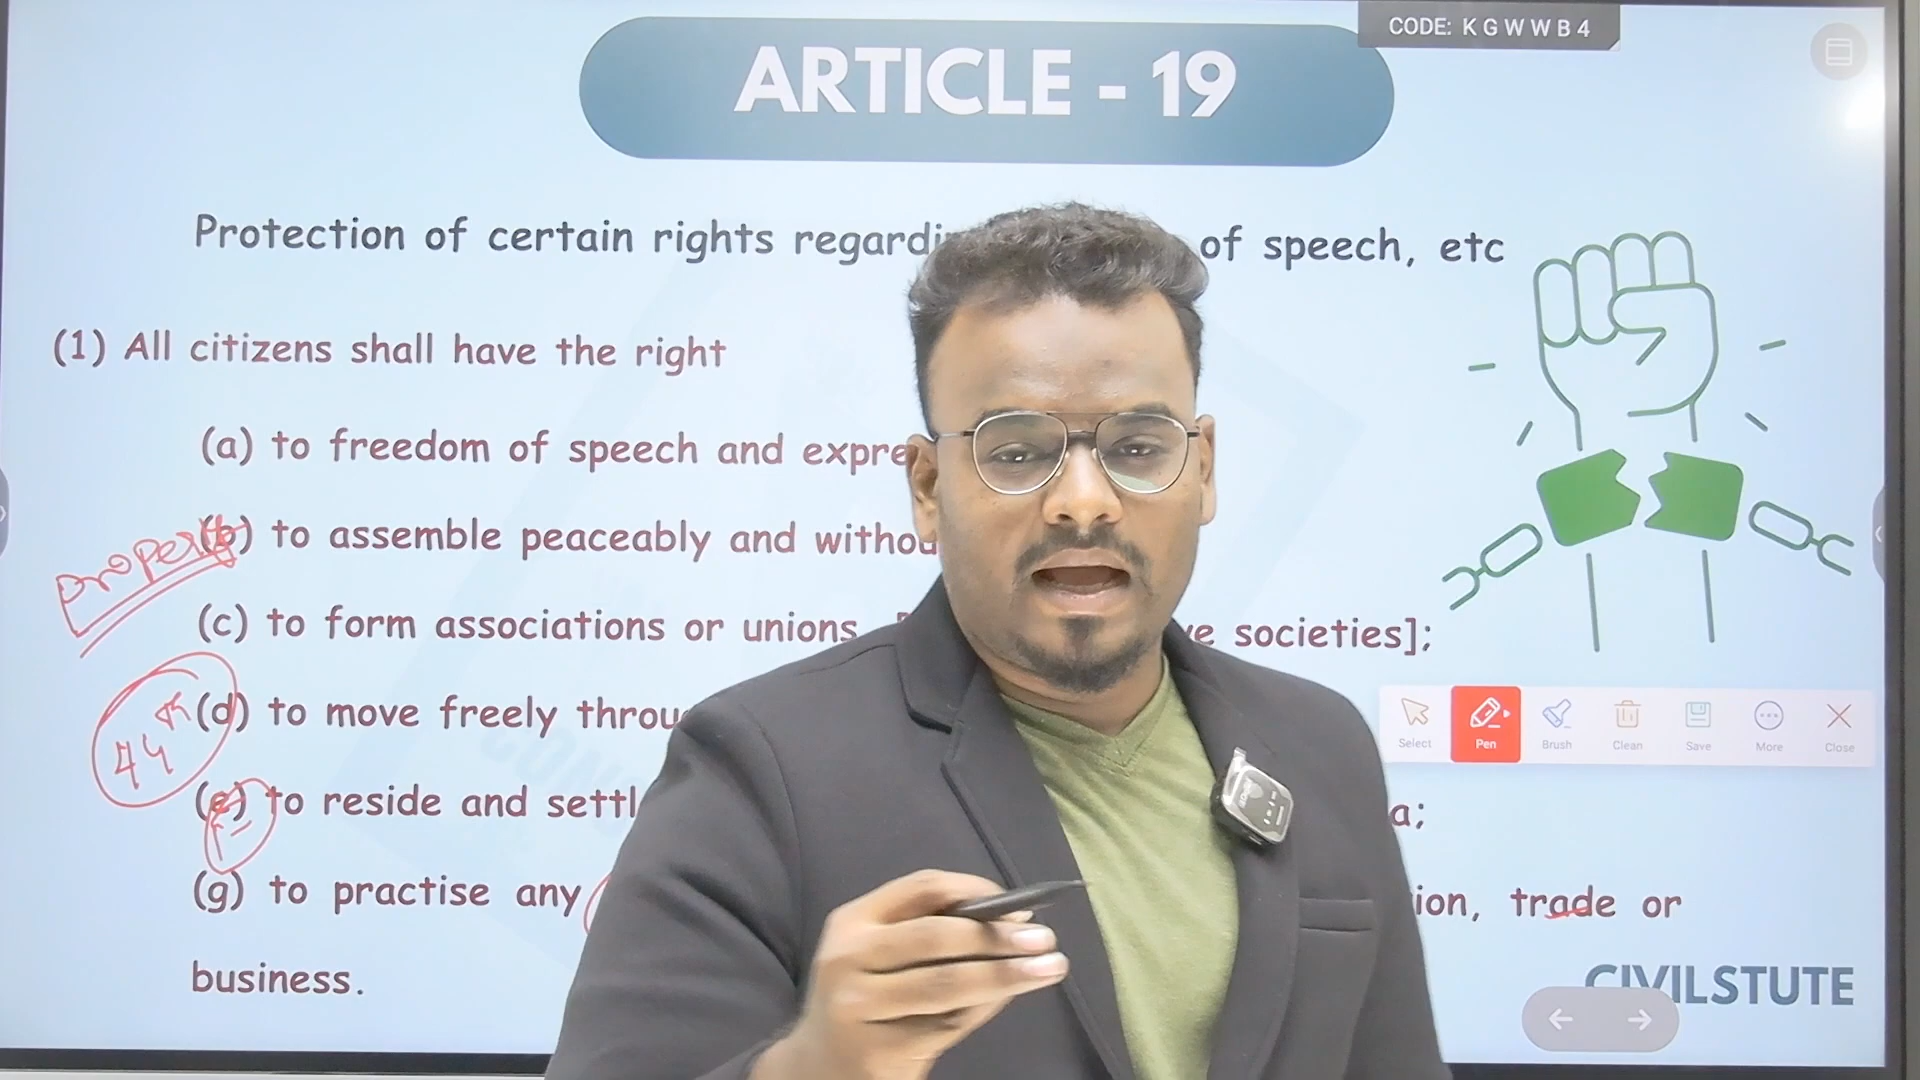 CODE: KGWWB4
ARTICLE - 19
Protection of certain rights regardi of speech, etc
(1) All citizens shall have the right
(a) to freedom of speech and expre
(b) to assemble peaceably and withou
property
(c) to form associations or unions ve societies];
(d) to move freely throu
44th
(e) to reside and settl a;
f-
(g) to practise any ion, trade or
business.
Select Pen Brush Clean Save More Close
CIVILSTUTE